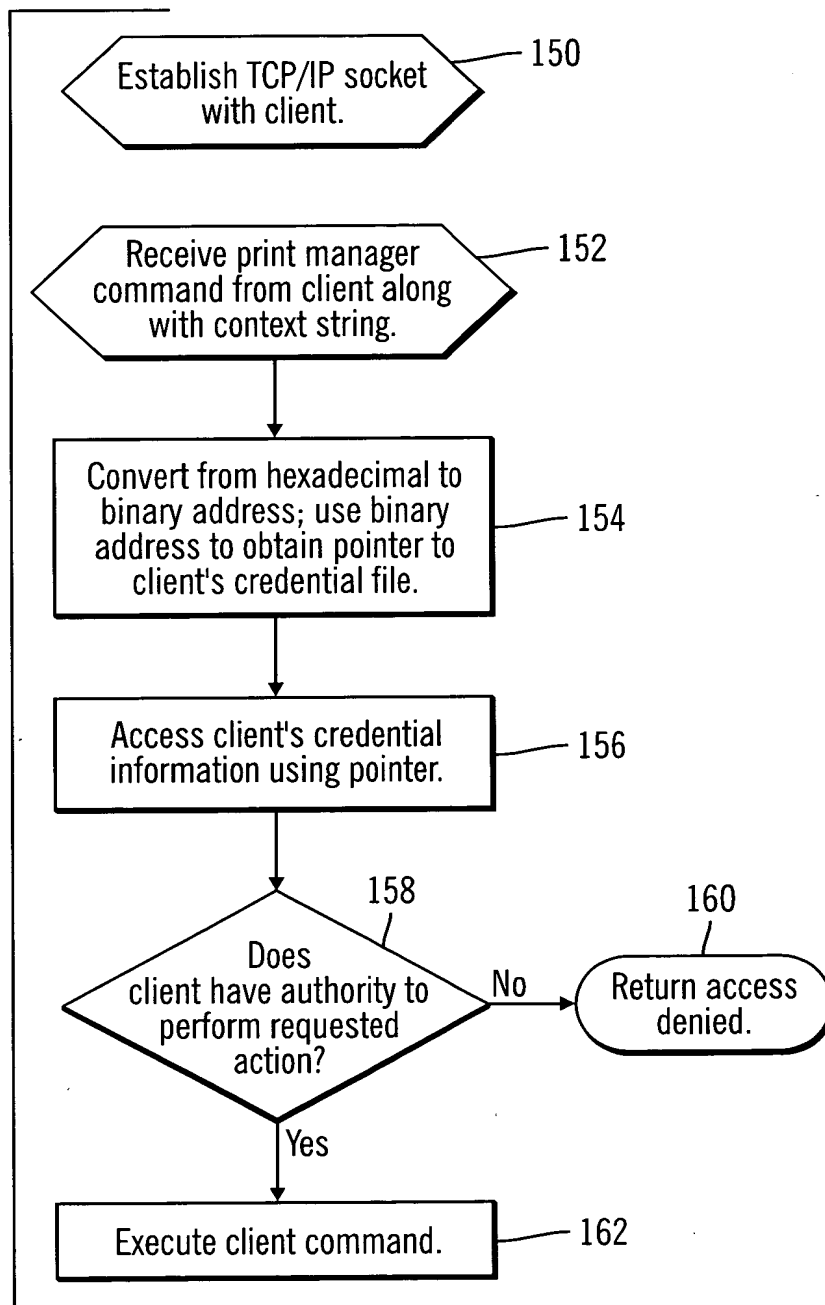 Establish TCP/IP socket
with client.
150
Receive print manager
command from client along
with context string.
152
Convert from hexadecimal to
binary address; use binary
address to obtain pointer to
client's credential file.
154
Access client's credential
information using pointer.
156
158
Does
client have authority to
perform requested
action?
No
160
Return access
denied.
Yes
Execute client command.
162